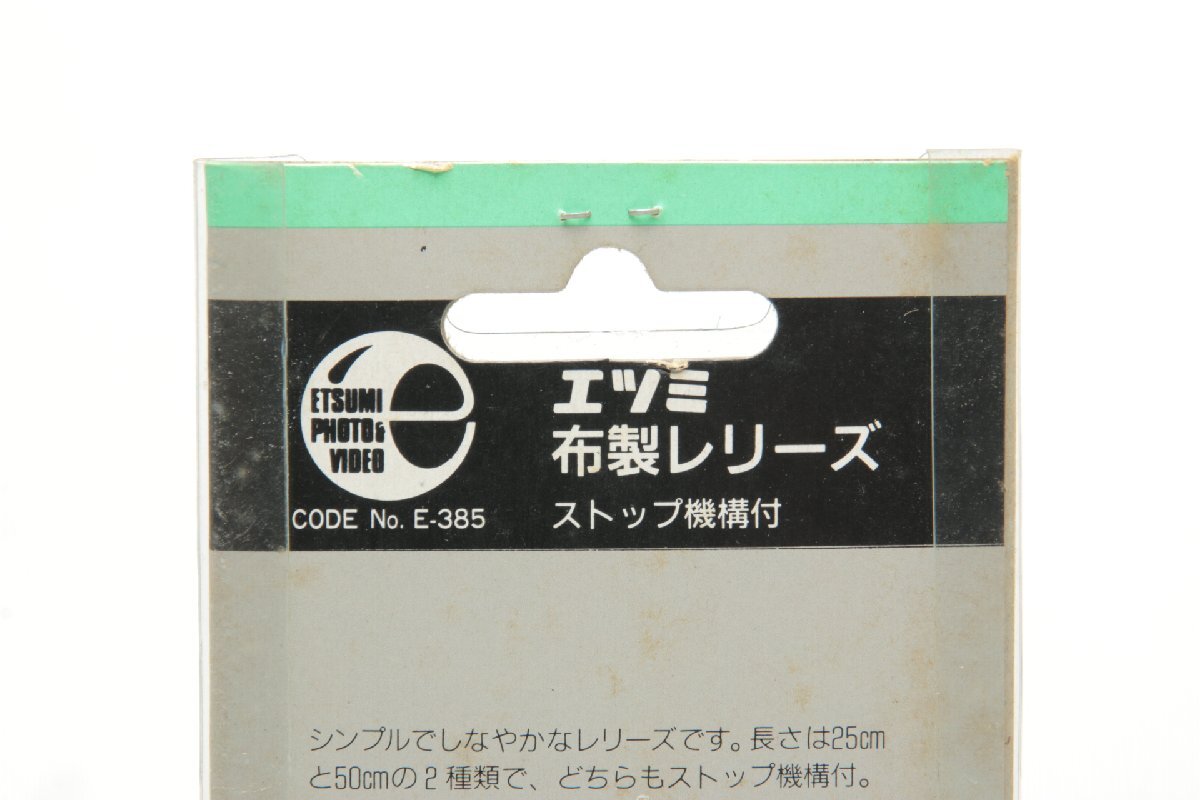 ETSUMI
PHOTO&
VIDEO
CODE No. E-385
エツミ
布製レリーズ
ストップ機構付
シンプルでしなやかなレリーズです。長さは25cm
と50cmの2種類で、どちらもストップ機構付。